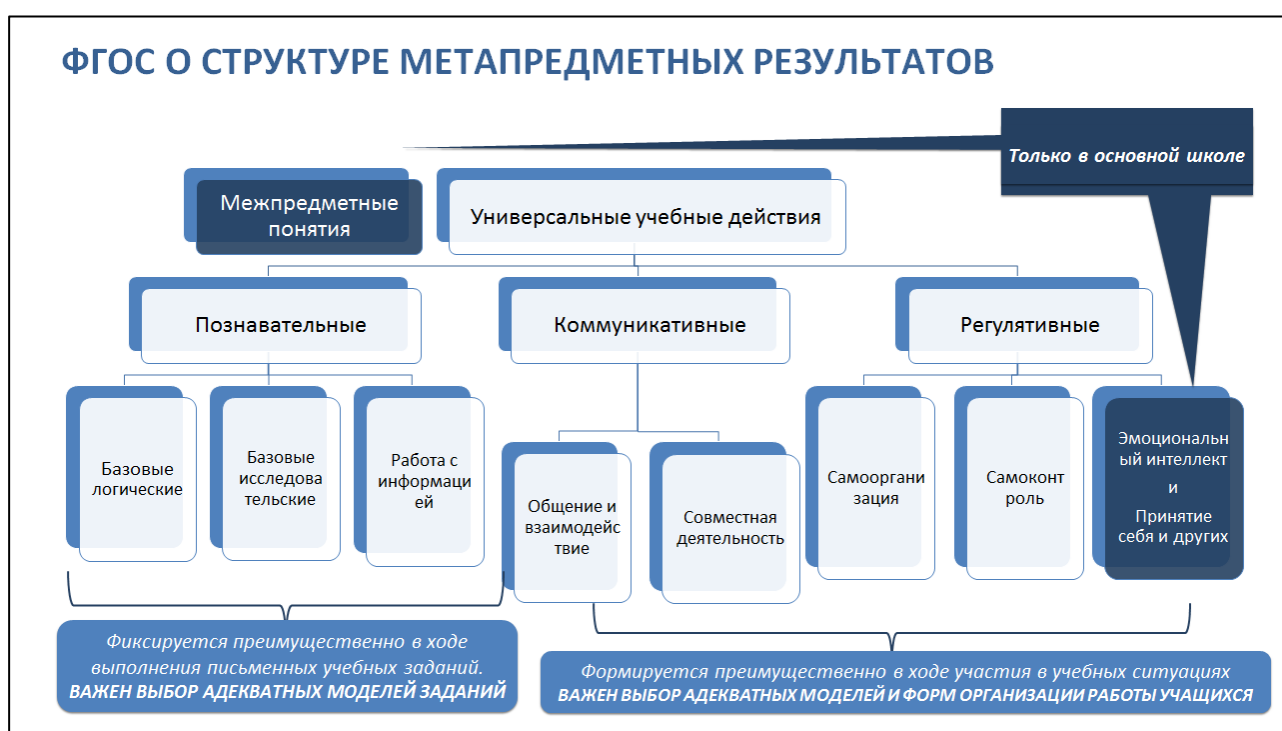 ФГОС О СТРУКТУРЕ МЕТАПРЕДМЕТНЫХ РЕЗУЛЬТАТОВ
Только в основной школе
Межпредметные
понятия
Универсальные учебные действия
Познавательные
Коммуникативные
Регулятивные
Базовые
логические
Базовые
исследова
тельские
Работа с
информаци
ей
Общение и
взаимодейс
твие
Совместная
деятельность
Самооргани
зация
Самоконт
роль
Эмоциональн
ый интеллект
и
Принятие
себя и других
Фиксируется преимущественно в ходе
выполнения письменных учебных заданий.
ВАЖЕН ВЫБОР АДЕКВАТНЫХ МОДЕЛЕЙ ЗАДАНИЙ
Формируется преимущественно в ходе участия в учебных ситуациях
ВАЖЕН ВЫБОР АДЕКВАТНЫХ МОДЕЛЕЙ И ФОРМ ОРГАНИЗАЦИИ РАБОТЫ УЧАЩИХСЯ